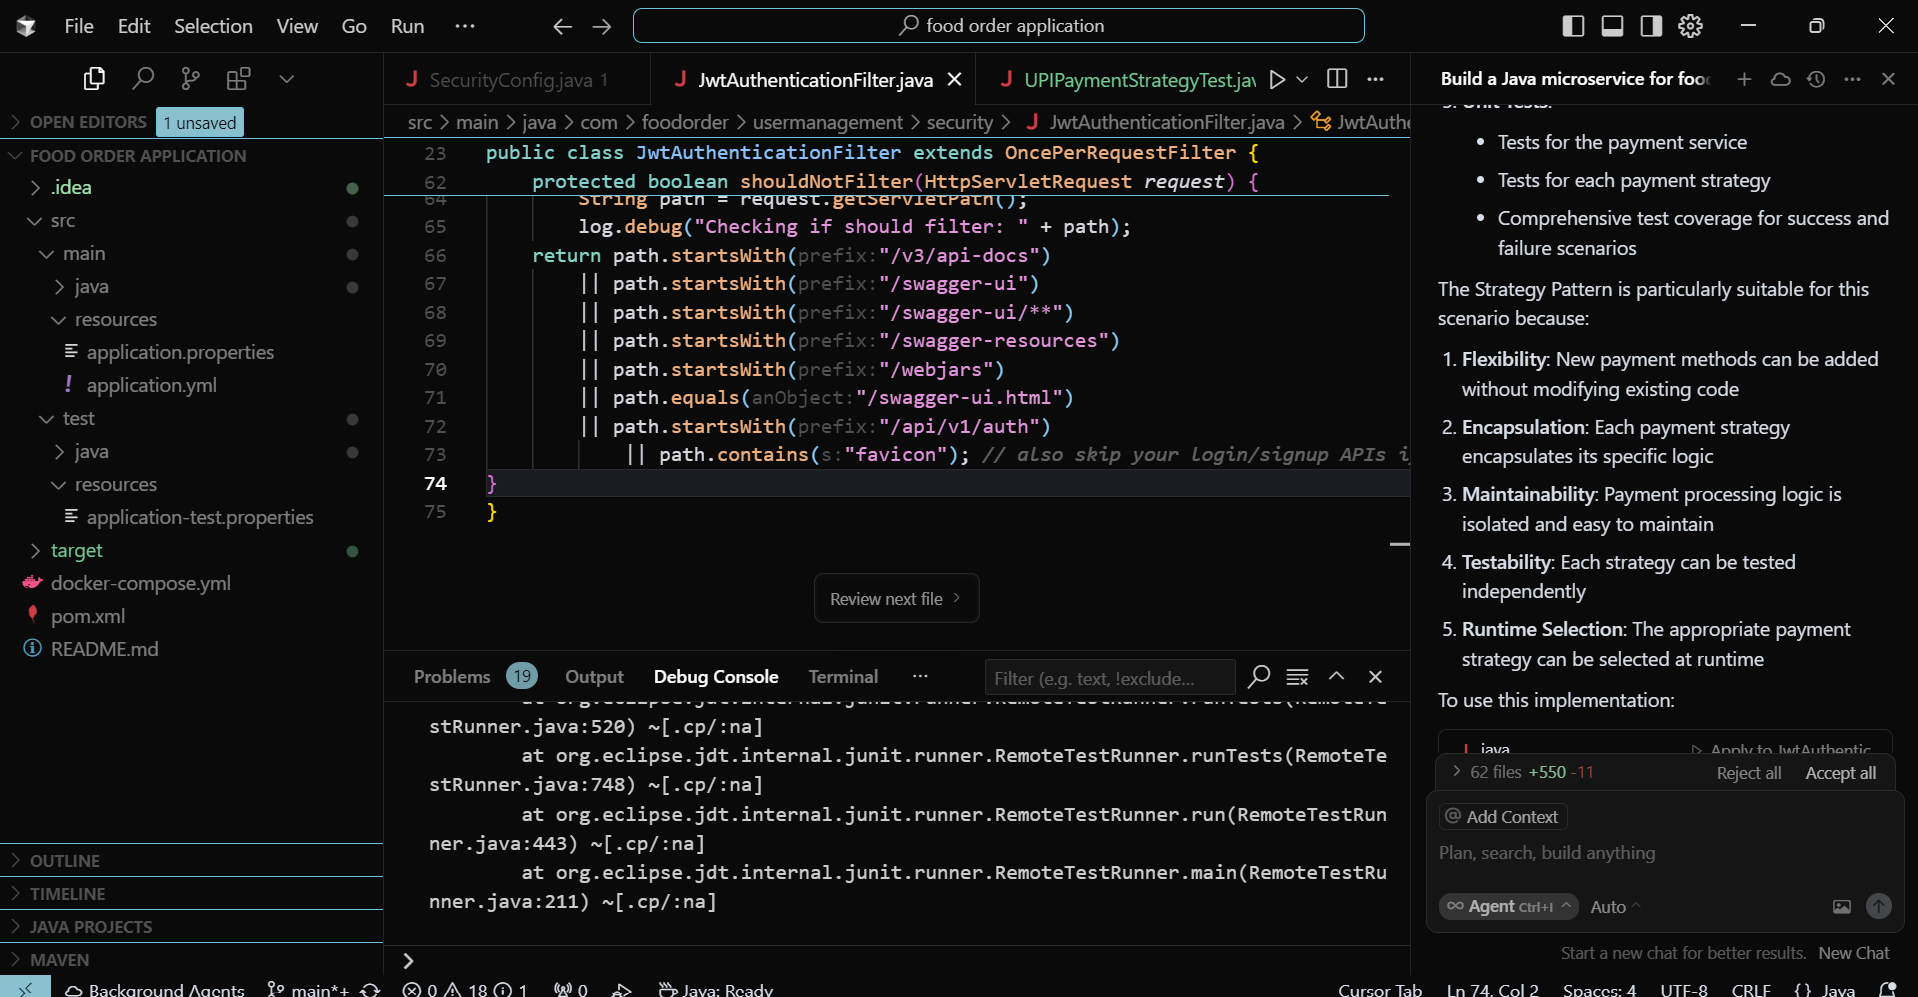 File Edit Selection View Go Run ··· ← → food order application
OPEN EDITORS 1 unsaved
FOOD ORDER APPLICATION
.idea
src
main
java
resources
application.properties
! application.yml
test
java
resources
application-test.properties
target
docker-compose.yml
pom.xml
README.md
OUTLINE
TIMELINE
JAVA PROJECTS
MAVEN
J SecurityConfig.java 1 J JwtAuthenticationFilter.java J UPIPaymentStrategyTest.jav
src > main > java > com > foodorder > usermanagement > security > J JwtAuthenticationFilter.java > JwtAuthe
23 public class JwtAuthenticationFilter extends OncePerRequestFilter {
62 protected boolean shouldNotFilter(HttpServletRequest request) {
64 String path = request.getServletPath();
65 log.debug("Checking if should filter: " + path);
66 return path.startsWith(prefix:"/v3/api-docs")
67 || path.startsWith(prefix:"/swagger-ui")
68 || path.startsWith(prefix:"/swagger-ui/**")
69 || path.startsWith(prefix:"/swagger-resources")
70 || path.startsWith(prefix:"/webjars")
71 || path.equals(anObject:"/swagger-ui.html")
72 || path.startsWith(prefix:"/api/v1/auth")
73 || path.contains(s:"favicon"); // also skip your login/signup APIs i
74 }
75 }
Review next file >
Problems 19 Output Debug Console Terminal ··· Filter (e.g. text, !exclude...
at org.eclipse.jdt.internal.junit.runner.RemoteTestRunner.runTests(RemoteTe
stRunner.java:520) ~[.cp/:na]
at org.eclipse.jdt.internal.junit.runner.RemoteTestRunner.runTests(RemoteTe
stRunner.java:748) ~[.cp/:na]
at org.eclipse.jdt.internal.junit.runner.RemoteTestRunner.run(RemoteTestRun
ner.java:443) ~[.cp/:na]
at org.eclipse.jdt.internal.junit.runner.RemoteTestRunner.main(RemoteTestRu
nner.java:211) ~[.cp/:na]
>
Build a Java microservice for foo
Unit Tests:
• Tests for the payment service
• Tests for each payment strategy
• Comprehensive test coverage for success and
failure scenarios
The Strategy Pattern is particularly suitable for this
scenario because:
1. Flexibility: New payment methods can be added
without modifying existing code
2. Encapsulation: Each payment strategy
encapsulates its specific logic
3. Maintainability: Payment processing logic is
isolated and easy to maintain
4. Testability: Each strategy can be tested
independently
5. Runtime Selection: The appropriate payment
strategy can be selected at runtime
To use this implementation:
J java Apply to JwtAuthentic
> 62 files +550 -11 Reject all Accept all
@ Add Context
Plan, search, build anything
∞ Agent Ctrl+I Auto
Start a new chat for better results. New Chat
Background Agents main*+ 0 18 1 0 Java: Ready Cursor Tab Ln 74, Col 2 Spaces: 4 UTF-8 CRLF {} Java